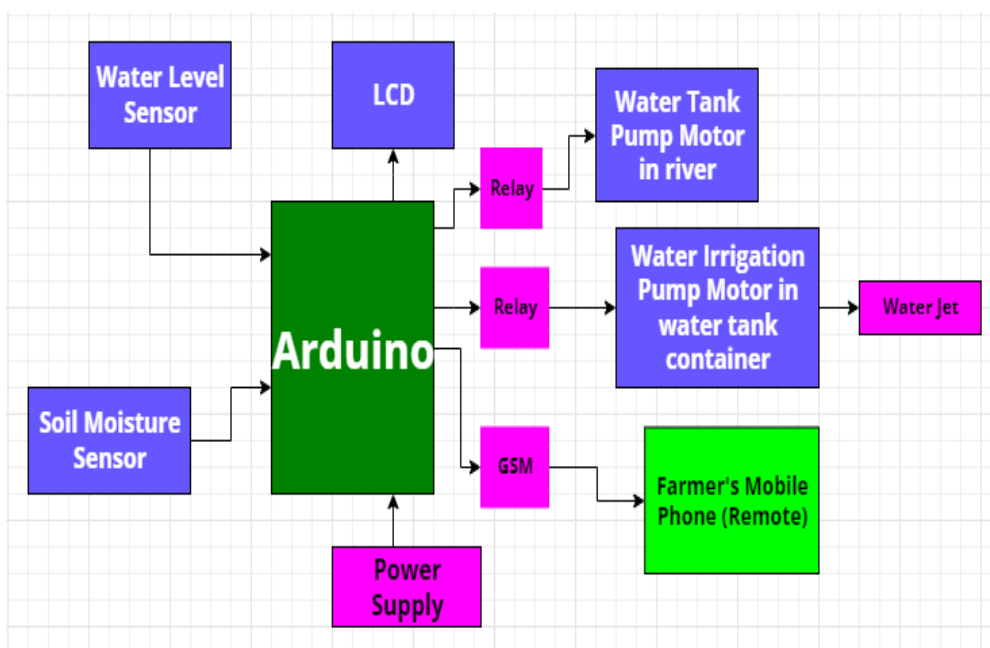 Water Level
Sensor
LCD
Water Tank
Pump Motor
in river
Relay
Water Irrigation
Pump Motor in
water tank
container
Relay
Water Jet
Arduino
Soil Moisture
Sensor
GSM
Farmer's Mobile
Phone (Remote)
Power
Supply